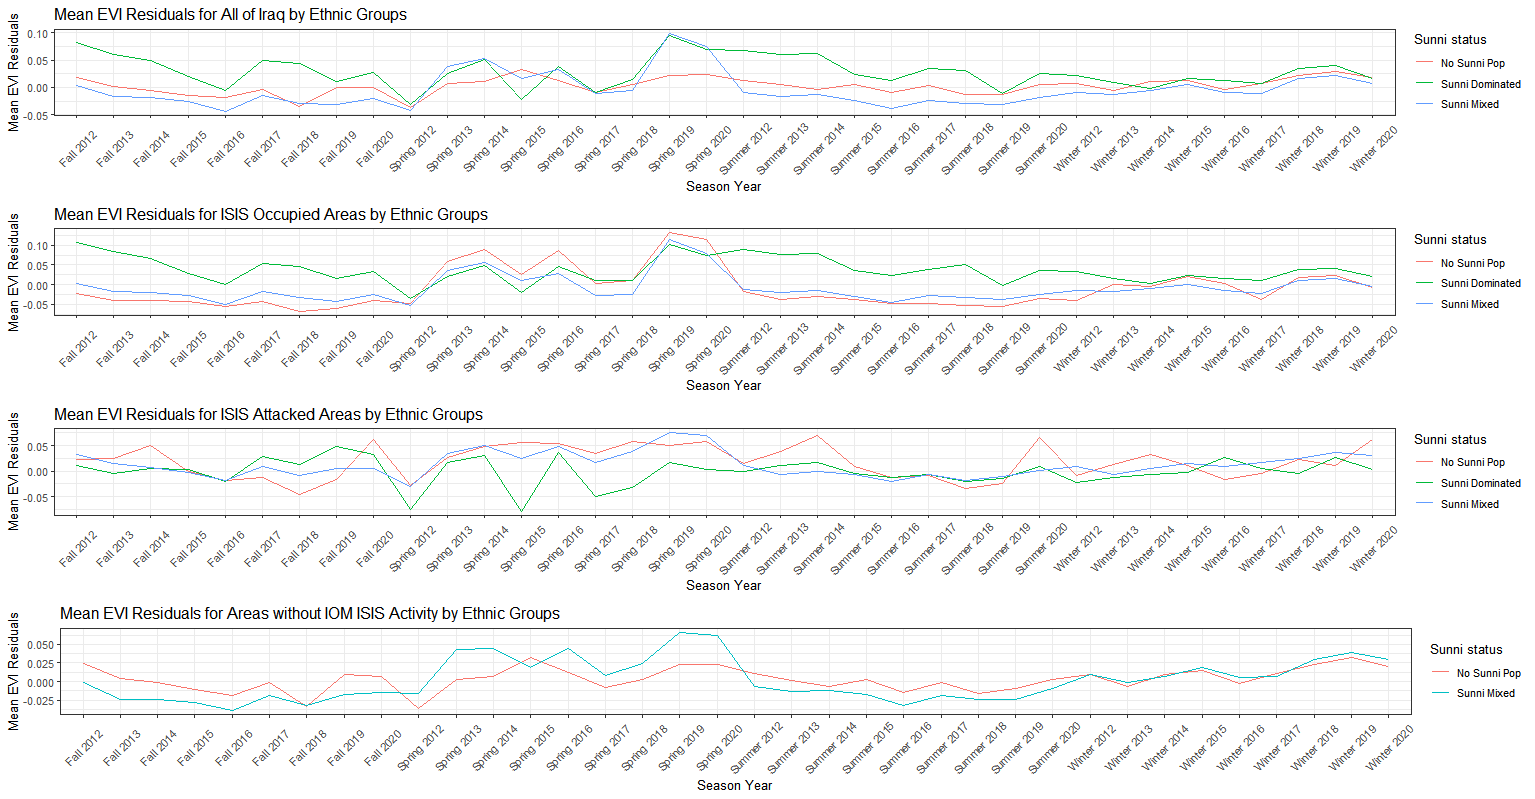 Mean EVI Residuals for All of Iraq by Ethnic Groups
Mean EVI Residuals
0.10
0.05
0.00
-0.05
Fall 2012 Fall 2013 Fall 2014 Fall 2015 Fall 2016 Fall 2017 Fall 2018 Fall 2019 Fall 2020 Spring 2012 Spring 2013 Spring 2014 Spring 2015 Spring 2016 Spring 2017 Spring 2018 Spring 2019 Spring 2020 Summer 2012 Summer 2013 Summer 2014 Summer 2015 Summer 2016 Summer 2017 Summer 2018 Summer 2019 Summer 2020 Winter 2012 Winter 2013 Winter 2014 Winter 2015 Winter 2016 Winter 2017 Winter 2018 Winter 2019 Winter 2020
Season Year
Sunni status
No Sunni Pop
Sunni Dominated
Sunni Mixed
Mean EVI Residuals for ISIS Occupied Areas by Ethnic Groups
Mean EVI Residuals
0.10
0.05
0.00
-0.05
Fall 2012 Fall 2013 Fall 2014 Fall 2015 Fall 2016 Fall 2017 Fall 2018 Fall 2019 Fall 2020 Spring 2012 Spring 2013 Spring 2014 Spring 2015 Spring 2016 Spring 2017 Spring 2018 Spring 2019 Spring 2020 Summer 2012 Summer 2013 Summer 2014 Summer 2015 Summer 2016 Summer 2017 Summer 2018 Summer 2019 Summer 2020 Winter 2012 Winter 2013 Winter 2014 Winter 2015 Winter 2016 Winter 2017 Winter 2018 Winter 2019 Winter 2020
Season Year
Sunni status
No Sunni Pop
Sunni Dominated
Sunni Mixed
Mean EVI Residuals for ISIS Attacked Areas by Ethnic Groups
Mean EVI Residuals
0.05
0.00
-0.05
Fall 2012 Fall 2013 Fall 2014 Fall 2015 Fall 2016 Fall 2017 Fall 2018 Fall 2019 Fall 2020 Spring 2012 Spring 2013 Spring 2014 Spring 2015 Spring 2016 Spring 2017 Spring 2018 Spring 2019 Spring 2020 Summer 2012 Summer 2013 Summer 2014 Summer 2015 Summer 2016 Summer 2017 Summer 2018 Summer 2019 Summer 2020 Winter 2012 Winter 2013 Winter 2014 Winter 2015 Winter 2016 Winter 2017 Winter 2018 Winter 2019 Winter 2020
Season Year
Sunni status
No Sunni Pop
Sunni Dominated
Sunni Mixed
Mean EVI Residuals for Areas without IOM ISIS Activity by Ethnic Groups
Mean EVI Residuals
0.050
0.025
0.000
-0.025
Fall 2012 Fall 2013 Fall 2014 Fall 2015 Fall 2016 Fall 2017 Fall 2018 Fall 2019 Fall 2020 Spring 2012 Spring 2013 Spring 2014 Spring 2015 Spring 2016 Spring 2017 Spring 2018 Spring 2019 Spring 2020 Summer 2012 Summer 2013 Summer 2014 Summer 2015 Summer 2016 Summer 2017 Summer 2018 Summer 2019 Summer 2020 Winter 2012 Winter 2013 Winter 2014 Winter 2015 Winter 2016 Winter 2017 Winter 2018 Winter 2019 Winter 2020
Season Year
Sunni status
No Sunni Pop
Sunni Mixed